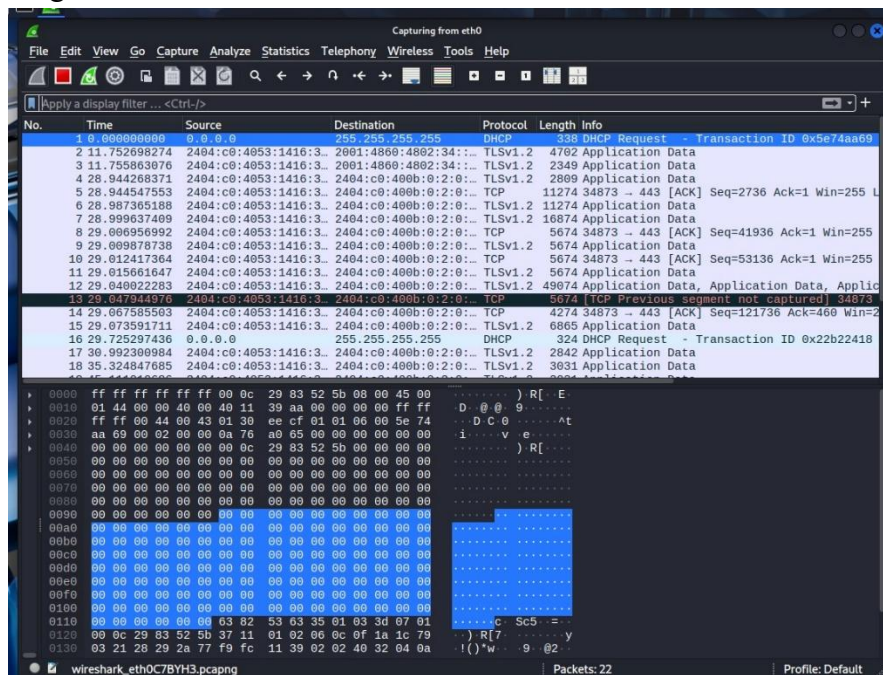 Capturing from eth0
File Edit View Go Capture Analyze Statistics Telephony Wireless Tools Help
Apply a display filter … <Ctrl-/>
No. Time Source Destination Protocol Length Info
1 0.000000000 0.0.0.0 255.255.255.255 DHCP 338 DHCP Request - Transaction ID 0x5e74aa69
2 11.752698274 2404:c0:4053:1416:3… 2001:4860:4802:34::… TLSv1.2 4702 Application Data
3 11.755863076 2404:c0:4053:1416:3… 2001:4860:4802:34::… TLSv1.2 2349 Application Data
4 28.944268371 2404:c0:4053:1416:3… 2404:c0:400b:0:2:0:… TLSv1.2 2809 Application Data
5 28.944547553 2404:c0:4053:1416:3… 2404:c0:400b:0:2:0:… TCP 11274 34873 → 443 [ACK] Seq=2736 Ack=1 Win=255 L
6 28.987365188 2404:c0:4053:1416:3… 2404:c0:400b:0:2:0:… TLSv1.2 11274 Application Data
7 28.999637409 2404:c0:4053:1416:3… 2404:c0:400b:0:2:0:… TLSv1.2 16874 Application Data
8 29.006956992 2404:c0:4053:1416:3… 2404:c0:400b:0:2:0:… TCP 5674 34873 → 443 [ACK] Seq=41936 Ack=1 Win=255
9 29.009878738 2404:c0:4053:1416:3… 2404:c0:400b:0:2:0:… TLSv1.2 5674 Application Data
10 29.012417364 2404:c0:4053:1416:3… 2404:c0:400b:0:2:0:… TCP 5674 34873 → 443 [ACK] Seq=53136 Ack=1 Win=255
11 29.015661647 2404:c0:4053:1416:3… 2404:c0:400b:0:2:0:… TLSv1.2 5674 Application Data
12 29.040022283 2404:c0:4053:1416:3… 2404:c0:400b:0:2:0:… TLSv1.2 49074 Application Data, Application Data, Applic
13 29.047944976 2404:c0:4053:1416:3… 2404:c0:400b:0:2:0:… TCP 5674 [TCP Previous segment not captured] 34873
14 29.067585503 2404:c0:4053:1416:3… 2404:c0:400b:0:2:0:… TCP 4274 34873 → 443 [ACK] Seq=121736 Ack=460 Win=2
15 29.073591711 2404:c0:4053:1416:3… 2404:c0:400b:0:2:0:… TLSv1.2 6865 Application Data
16 29.725297436 0.0.0.0 255.255.255.255 DHCP 324 DHCP Request - Transaction ID 0x22b22418
17 30.992300984 2404:c0:4053:1416:3… 2404:c0:400b:0:2:0:… TLSv1.2 2842 Application Data
18 35.324847685 2404:c0:4053:1416:3… 2404:c0:400b:0:2:0:… TLSv1.2 3031 Application Data
0000 ff ff ff ff ff ff 00 0c 29 83 52 5b 08 00 45 00 ········ )·R[··E·
0010 01 44 00 00 40 00 40 11 39 aa 00 00 00 00 ff ff ·D··@·@· 9·······
0020 ff ff 00 44 00 43 01 30 ee cf 01 01 06 00 5e 74 ···D·C·0 ······^t
0030 aa 69 00 02 00 00 0a 76 a0 65 00 00 00 00 00 00 ·i·····v ·e······
0040 00 00 00 00 00 00 00 0c 29 83 52 5b 00 00 00 00 ········ )·R[····
0050 00 00 00 00 00 00 00 00 00 00 00 00 00 00 00 00 ········ ········
0060 00 00 00 00 00 00 00 00 00 00 00 00 00 00 00 00 ········ ········
0070 00 00 00 00 00 00 00 00 00 00 00 00 00 00 00 00 ········ ········
0080 00 00 00 00 00 00 00 00 00 00 00 00 00 00 00 00 ········ ········
0090 00 00 00 00 00 00 00 00 00 00 00 00 00 00 00 00 ········ ········
00a0 00 00 00 00 00 00 00 00 00 00 00 00 00 00 00 00 ········ ········
00b0 00 00 00 00 00 00 00 00 00 00 00 00 00 00 00 00 ········ ········
00c0 00 00 00 00 00 00 00 00 00 00 00 00 00 00 00 00 ········ ········
00d0 00 00 00 00 00 00 00 00 00 00 00 00 00 00 00 00 ········ ········
00e0 00 00 00 00 00 00 00 00 00 00 00 00 00 00 00 00 ········ ········
00f0 00 00 00 00 00 00 00 00 00 00 00 00 00 00 00 00 ········ ········
0100 00 00 00 00 00 00 00 00 00 00 00 00 00 00 00 00 ········ ········
0110 00 00 00 00 00 00 63 82 53 63 35 01 03 3d 07 01 ······c· Sc5··=··
0120 00 0c 29 83 52 5b 37 11 01 02 06 0c 0f 1a 1c 79 ··)·R[7· ·······y
0130 03 21 28 29 2a 77 f9 fc 11 39 02 02 40 32 04 0a ·!()*w·· ·9··@2··
wireshark_eth0C7BYH3.pcapng Packets: 22 Profile: Default